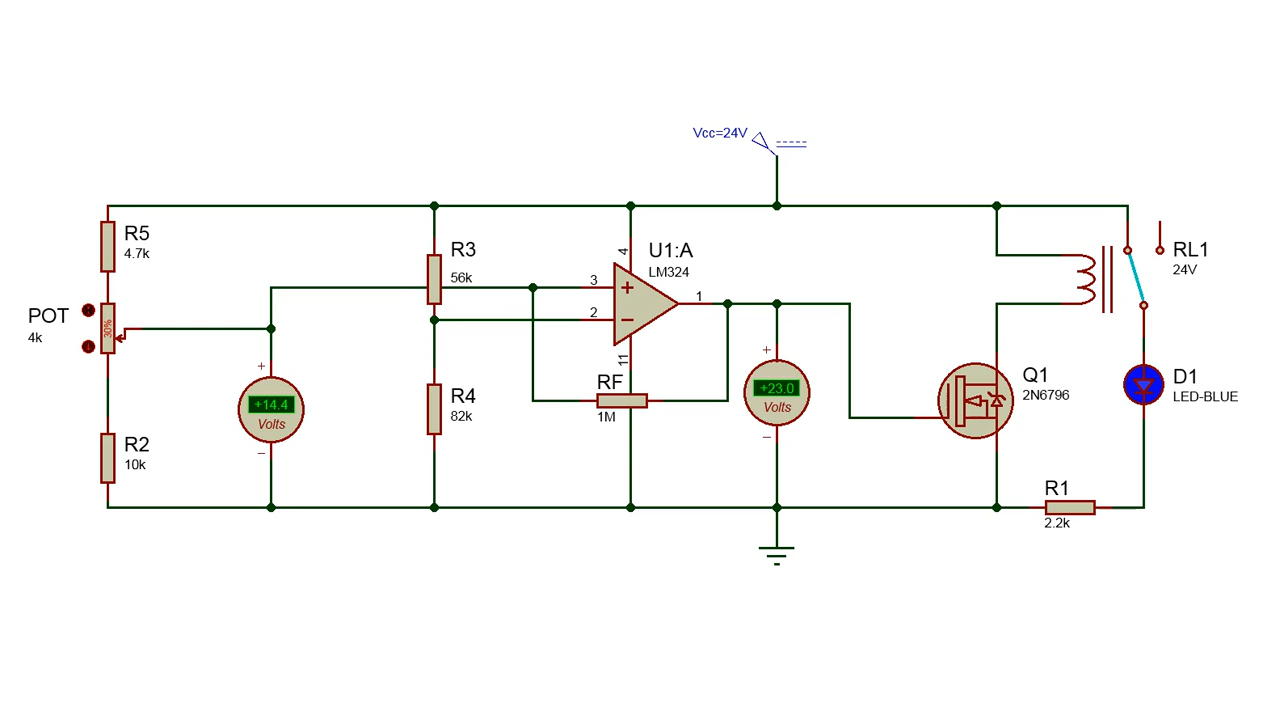 Vcc=24V
R5
4.7k
POT
4k
30%
R2
10k
+
+14.4
Volts
−
R3
56k
R4
82k
U1:A
LM324
4
3
2
1
11
+
−
RF
1M
+
+23.0
Volts
−
Q1
2N6796
RL1
24V
D1
LED-BLUE
R1
2.2k